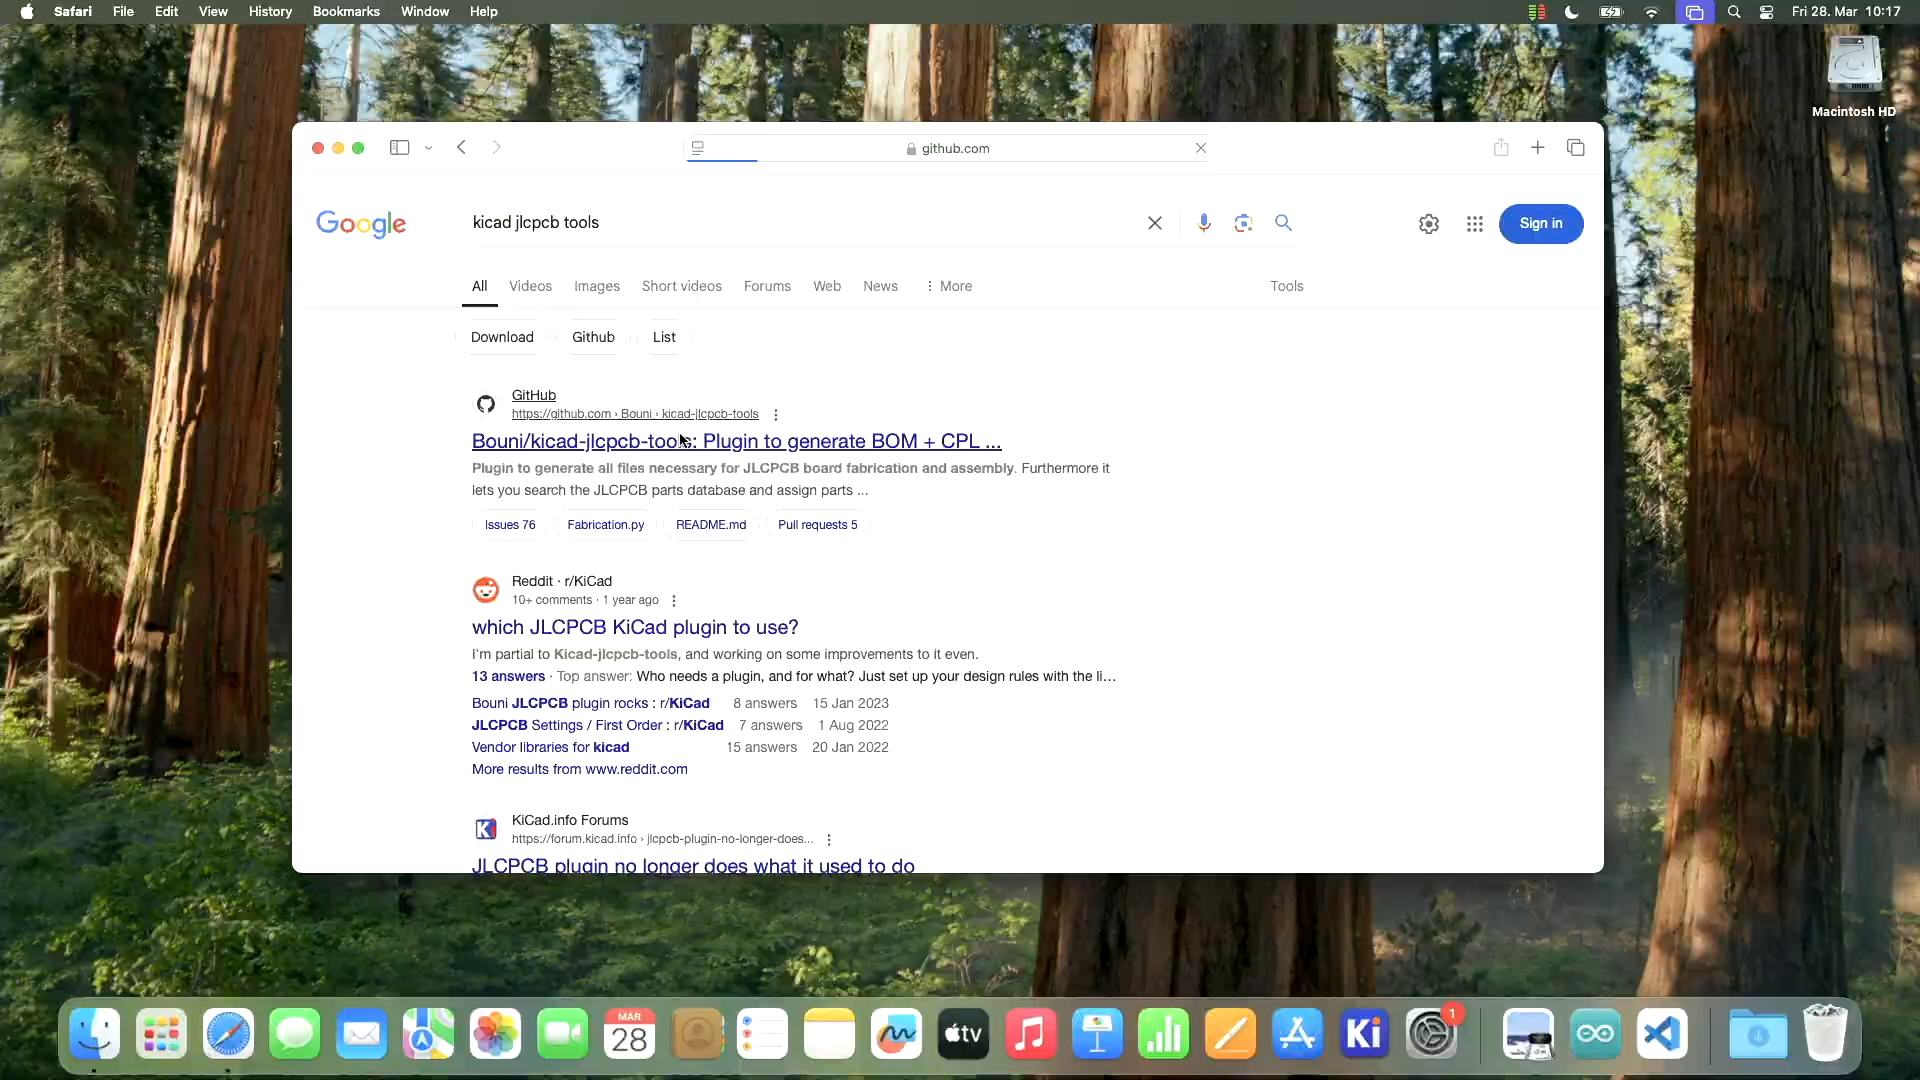 Safari File Edit View History Bookmarks Window Help
Fri 28. Mar 10:17
Macintosh HD
github.com
Google
kicad jlcpcb tools
Sign in
All Videos Images Short videos Forums Web News More Tools
Download Github List
GitHub
https://github.com › Bouni › kicad-jlcpcb-tools
Bouni/kicad-jlcpcb-tools: Plugin to generate BOM + CPL ...
Plugin to generate all files necessary for JLCPCB board fabrication and assembly. Furthermore it
lets you search the JLCPCB parts database and assign parts ...
Issues 76 Fabrication.py README.md Pull requests 5
Reddit · r/KiCad
10+ comments · 1 year ago
which JLCPCB KiCad plugin to use?
I'm partial to Kicad-jlcpcb-tools, and working on some improvements to it even.
13 answers · Top answer: Who needs a plugin, and for what? Just set up your design rules with the li...
Bouni JLCPCB plugin rocks : r/KiCad 8 answers 15 Jan 2023
JLCPCB Settings / First Order : r/KiCad 7 answers 1 Aug 2022
Vendor libraries for kicad 15 answers 20 Jan 2022
More results from www.reddit.com
KiCad.info Forums
https://forum.kicad.info › jlcpcb-plugin-no-longer-does...
JLCPCB plugin no longer does what it used to do
MAR
28
tv
Ki
1